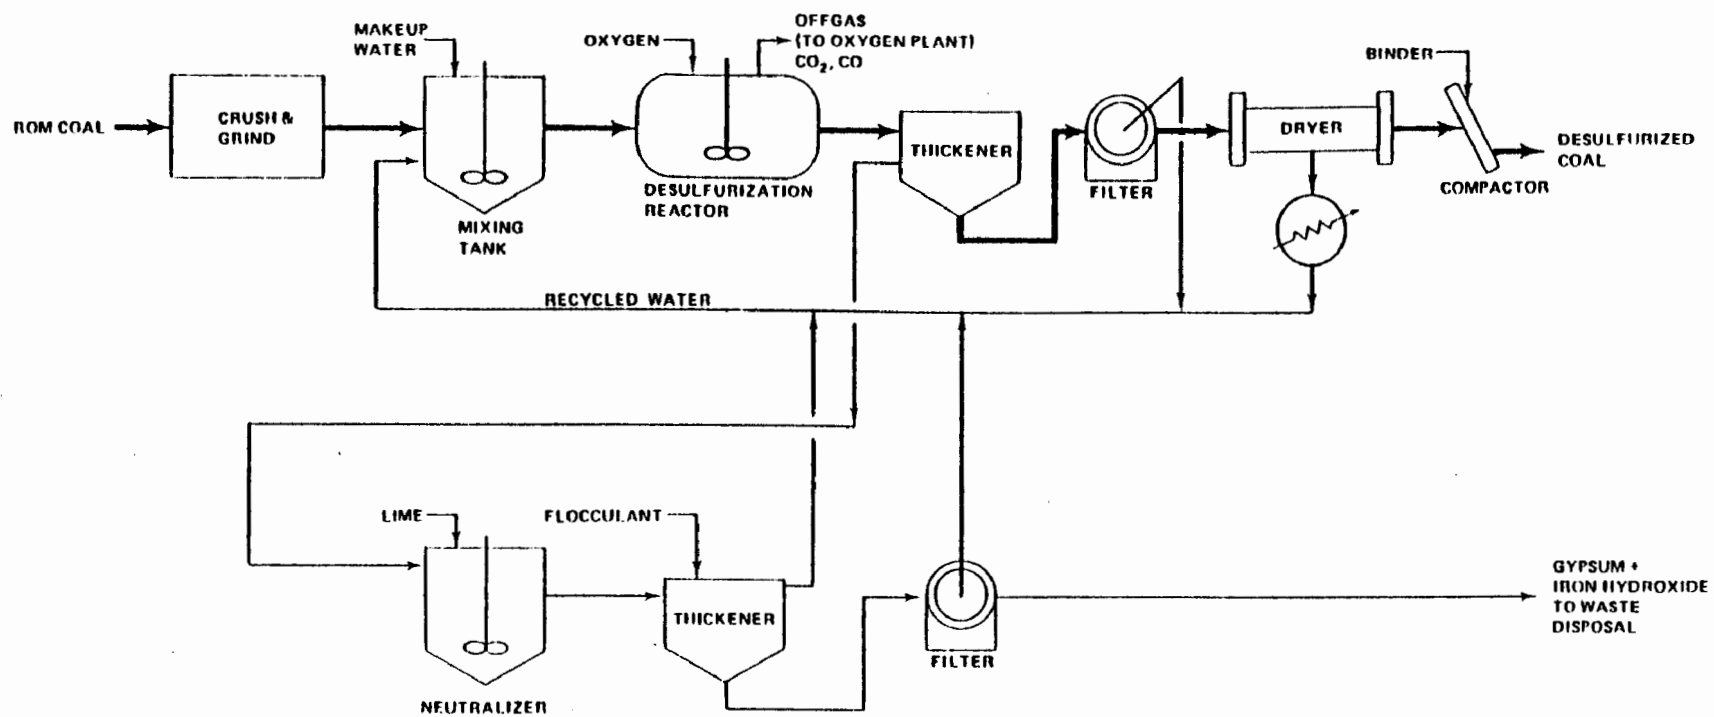 MAKEUP
WATER
OXYGEN
OFFGAS
(TO OXYGEN PLANT)
CO2, CO
BINDER
ROM COAL
CRUSH &
GRIND
MIXING
TANK
DESULFURIZATION
REACTOR
THICKENER
FILTER
DRYER
COMPACTOR
DESULFURIZED
COAL
RECYCLED WATER
LIME
FLOCCULANT
NEUTRALIZER
THICKENER
FILTER
GYPSUM +
IRON HYDROXIDE
TO WASTE
DISPOSAL